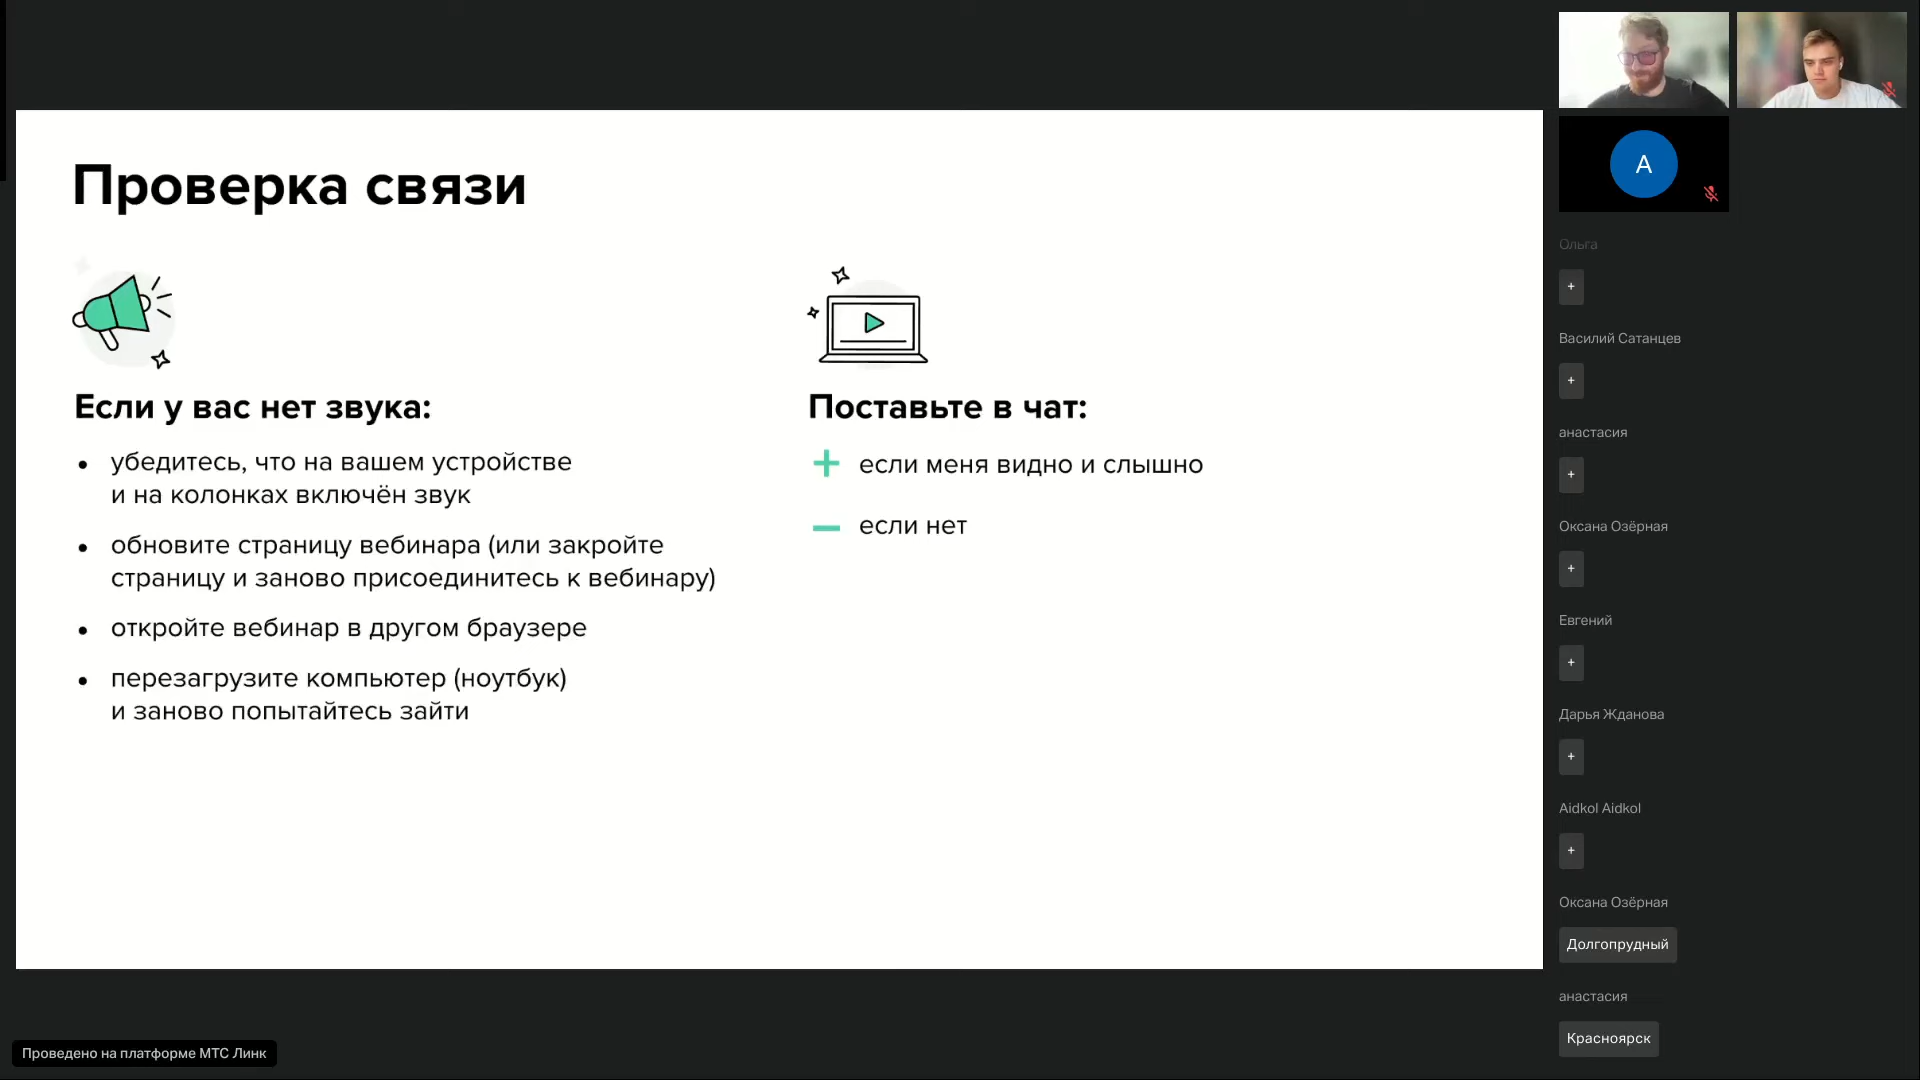 Проверка связи
Если у вас нет звука:
• убедитесь, что на вашем устройстве
и на колонках включён звук
• обновите страницу вебинара (или закройте
страницу и заново присоединитесь к вебинару)
• откройте вебинар в другом браузере
• перезагрузите компьютер (ноутбук)
и заново попытайтесь зайти
Поставьте в чат:
+ если меня видно и слышно
– если нет
A
Ольга
+
Василий Сатанцев
+
анастасия
+
Оксана Озёрная
+
Евгений
+
Дарья Жданова
+
Aidkol Aidkol
+
Оксана Озёрная
Долгопрудный
анастасия
Красноярск
Проведено на платформе МТС Линк